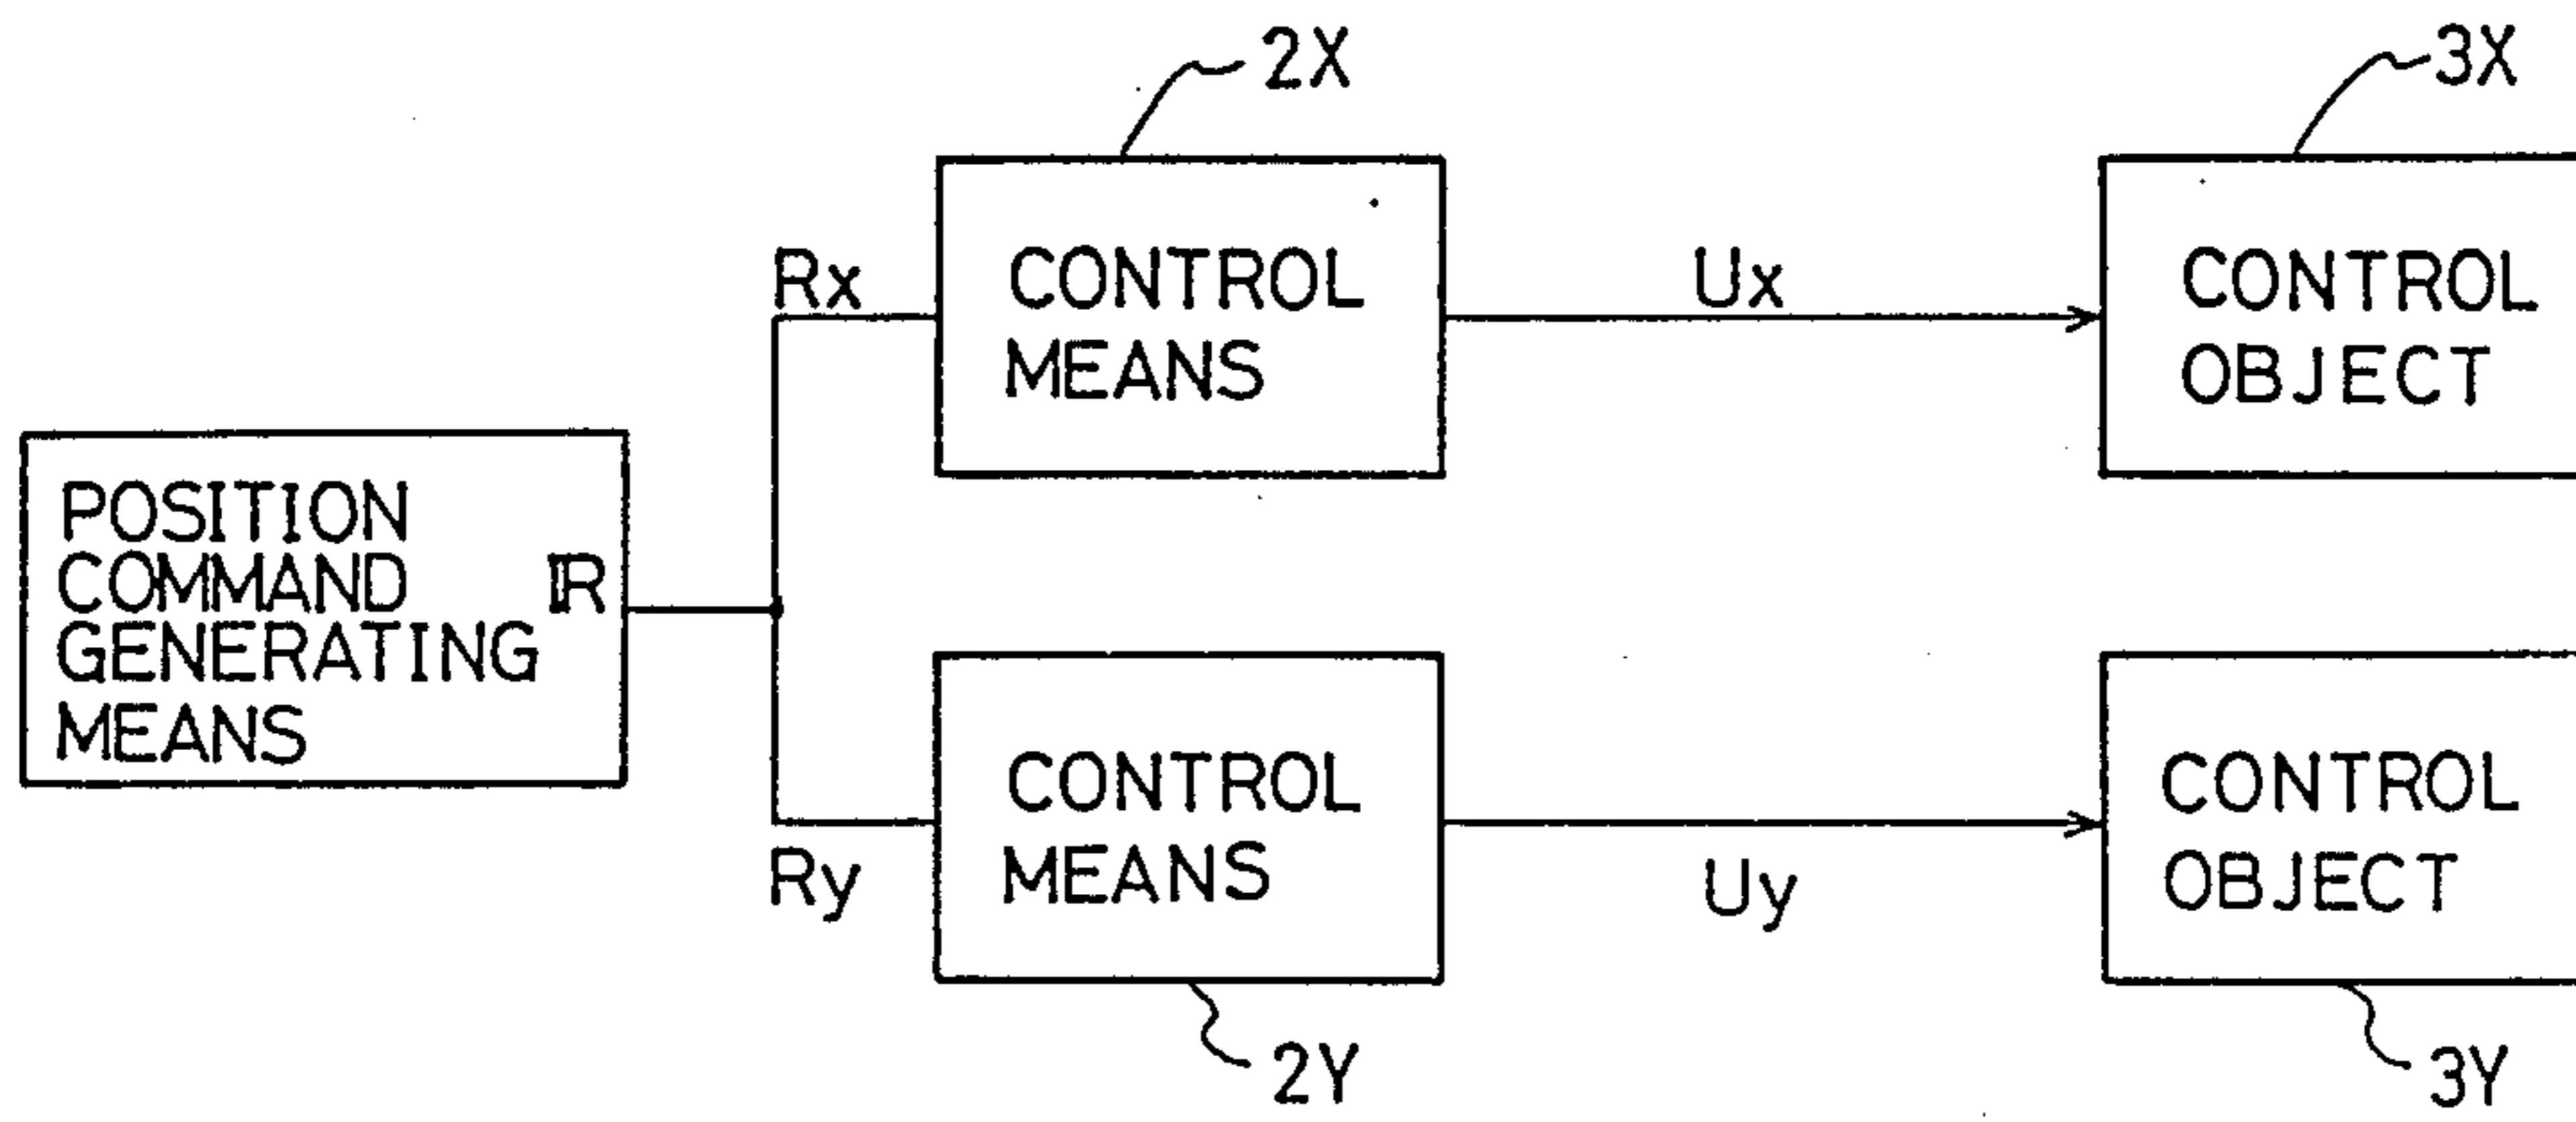 2X
3X
Rx
CONTROL
MEANS
Ux
CONTROL
OBJECT
POSITION
COMMAND
GENERATING
MEANS
ℝ
Ry
CONTROL
MEANS
Uy
CONTROL
OBJECT
2Y
3Y